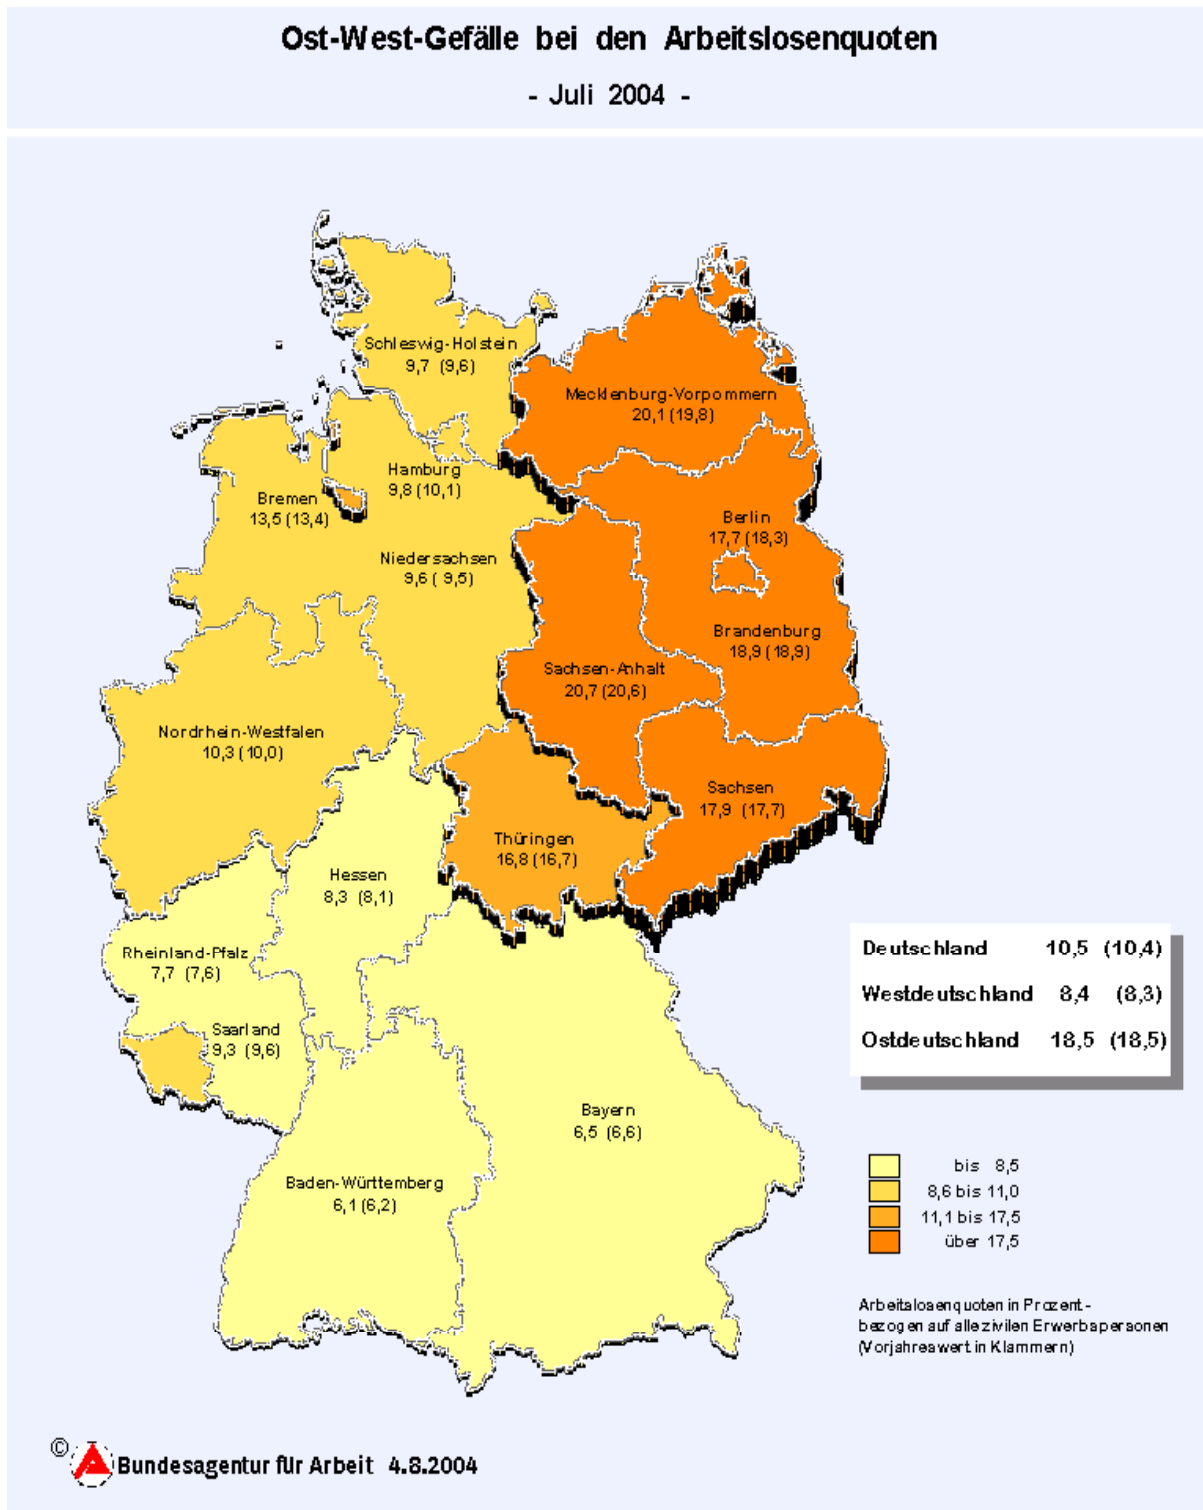 Ost-West-Gefälle bei den Arbeitslosenquoten
- Juli 2004 -
Schleswig-Holstein
9,7 (9,6)
Mecklenburg-Vorpommern
20,1 (19,8)
Hamburg
9,8 (10,1)
Bremen
13,5 (13,4)
Berlin
17,7 (18,3)
Niedersachsen
9,6 ( 9,5)
Brandenburg
18,9 (18,9)
Sachsen-Anhalt
20,7 (20,6)
Nordrhein-Westfalen
10,3 (10,0)
Sachsen
17,9 (17,7)
Thüringen
16,8 (16,7)
Hessen
8,3 (8,1)
Rheinland-Pfalz
7,7 (7,6)
Saarland
9,3 (9,6)
Bayern
6,5 (6,6)
Baden-Württemberg
6,1 (6,2)
Deutschland 10,5 (10,4)
Westdeutschland 8,4 (8,3)
Ostdeutschland 18,5 (18,5)
bis 8,5
8,6 bis 11,0
11,1 bis 17,5
über 17,5
Arbeitslosenquoten in Prozent -
bezogen auf alle zivilen Erwerbspersonen
(Vorjahreswert in Klammern)
© Bundesagentur für Arbeit 4.8.2004